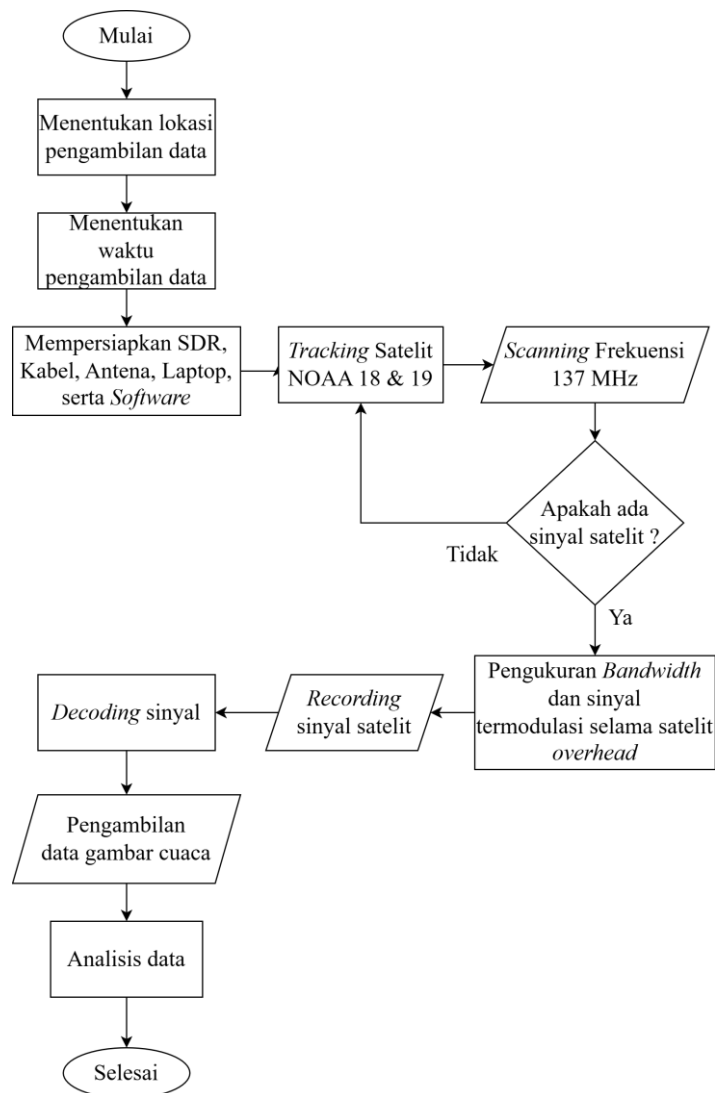 Mulai
Menentukan lokasi
pengambilan data
Menentukan
waktu
pengambilan data
Mempersiapkan SDR,
Kabel, Antena, Laptop,
serta Software
Tracking Satelit
NOAA 18 & 19
Scanning Frekuensi
137 MHz
Apakah ada
sinyal satelit ?
Tidak
Ya
Pengukuran Bandwidth
dan sinyal
termodulasi selama satelit
overhead
Recording
sinyal satelit
Decoding sinyal
Pengambilan
data gambar cuaca
Analisis data
Selesai